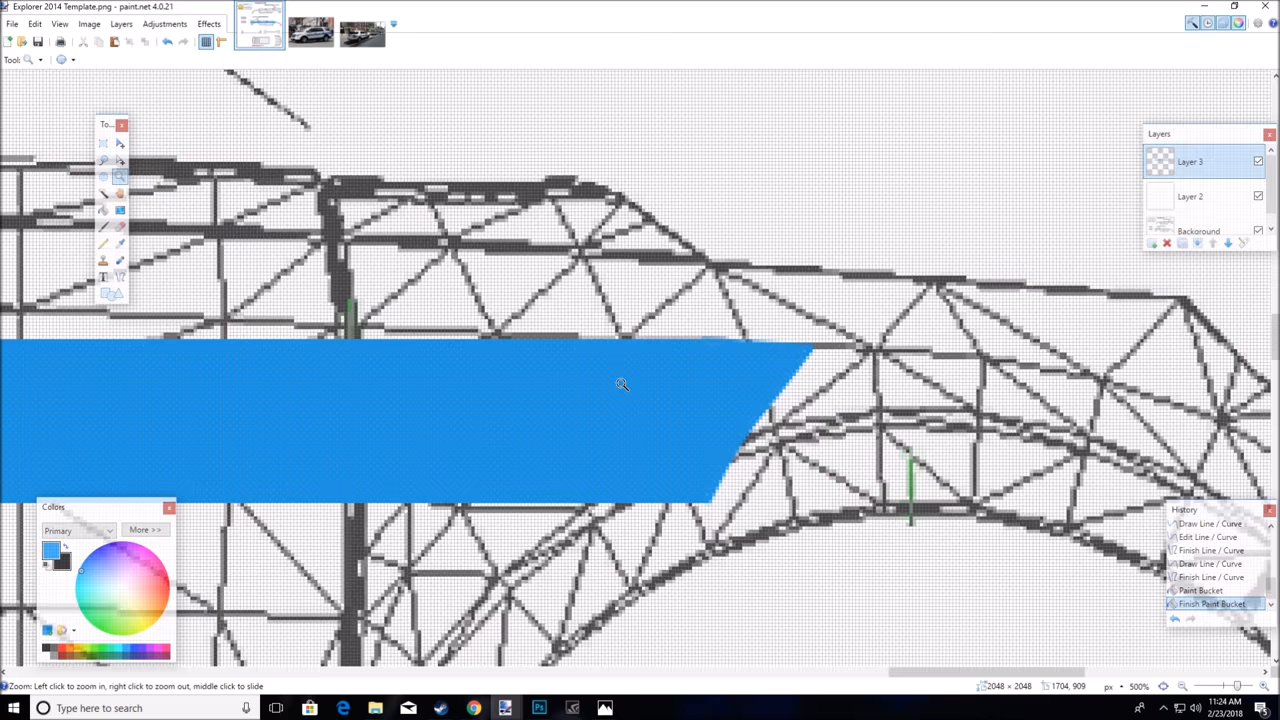 Explorer 2014 Template.png - paint.net 4.0.21
File Edit View Image Layers Adjustments Effects
Tool:
To...
Layers
Layer 3
Layer 2
Background
Colors
Primary
More >>
History
Draw Line / Curve
Edit Line / Curve
Finish Line / Curve
Draw Line / Curve
Finish Line / Curve
Paint Bucket
Finish Paint Bucket
Zoom: Left click to zoom in, right click to zoom out, middle click to slide
2048 × 2048
1704, 909
px
500%
Type here to search
11:24 AM
2/23/2018